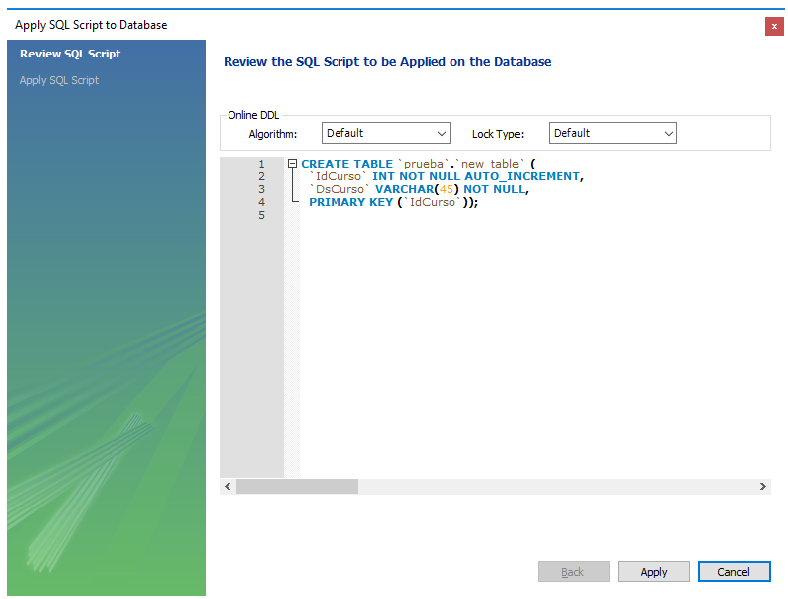 Apply SQL Script to Database
x
Review SQL Script
Apply SQL Script
Review the SQL Script to be Applied on the Database
Online DDL
Algorithm: Default Lock Type: Default
1 CREATE TABLE `prueba`.`new_table` (
2 `IdCurso` INT NOT NULL AUTO_INCREMENT,
3 `DsCurso` VARCHAR(45) NOT NULL,
4 PRIMARY KEY (`IdCurso`));
5
Back Apply Cancel